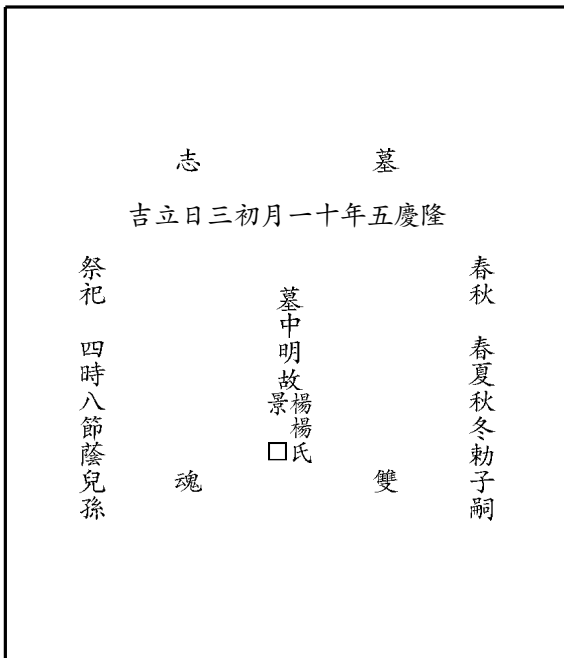 墓志
隆慶五年十一月初三日立吉
春秋 春夏秋冬勅子嗣
雙
墓中明故
楊楊氏
景□
魂
祭祀 四時八節蔭兒孫